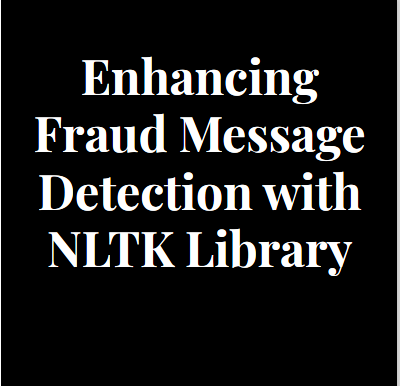 Enhancing
Fraud Message
Detection with
NLTK Library